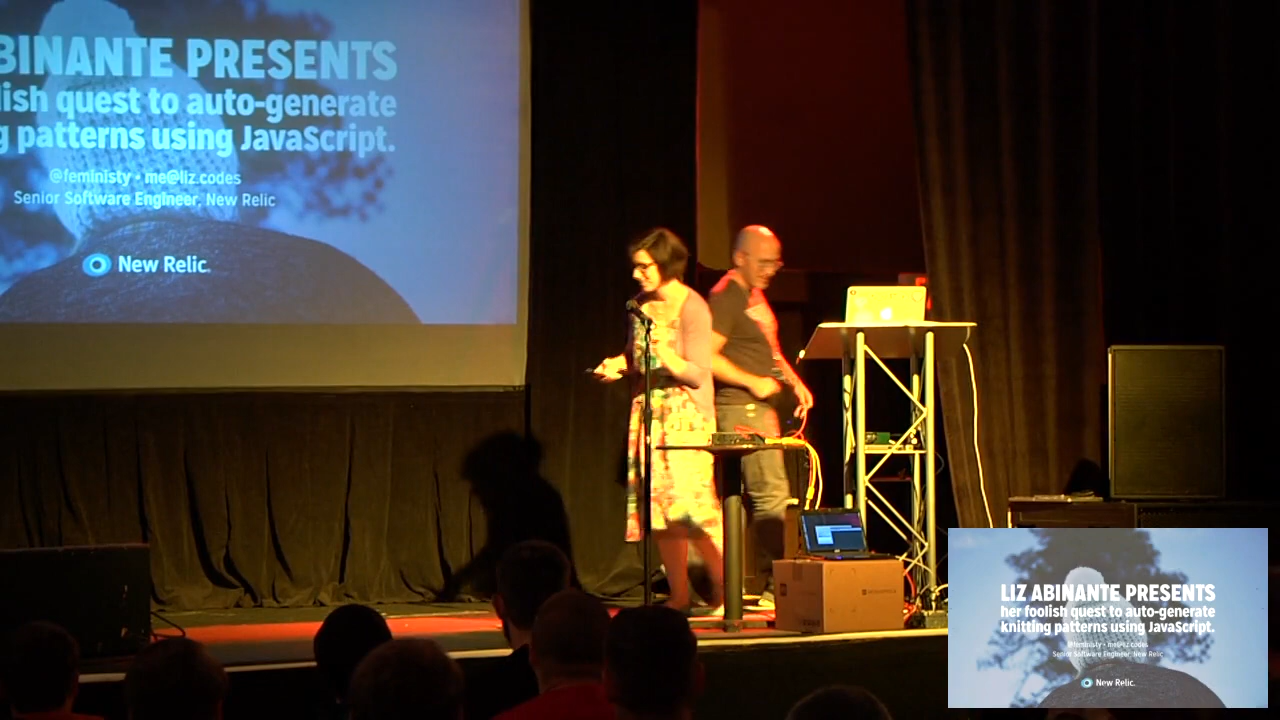 BINANTE PRESENTS
lish quest to auto-generate
g patterns using JavaScript.
@feministy • me@liz.codes
Senior Software Engineer, New Relic
New Relic.
LIZ ABINANTE PRESENTS
her foolish quest to auto-generate
knitting patterns using JavaScript.
@feministy • me@liz.codes
Senior Software Engineer, New Relic
New Relic.